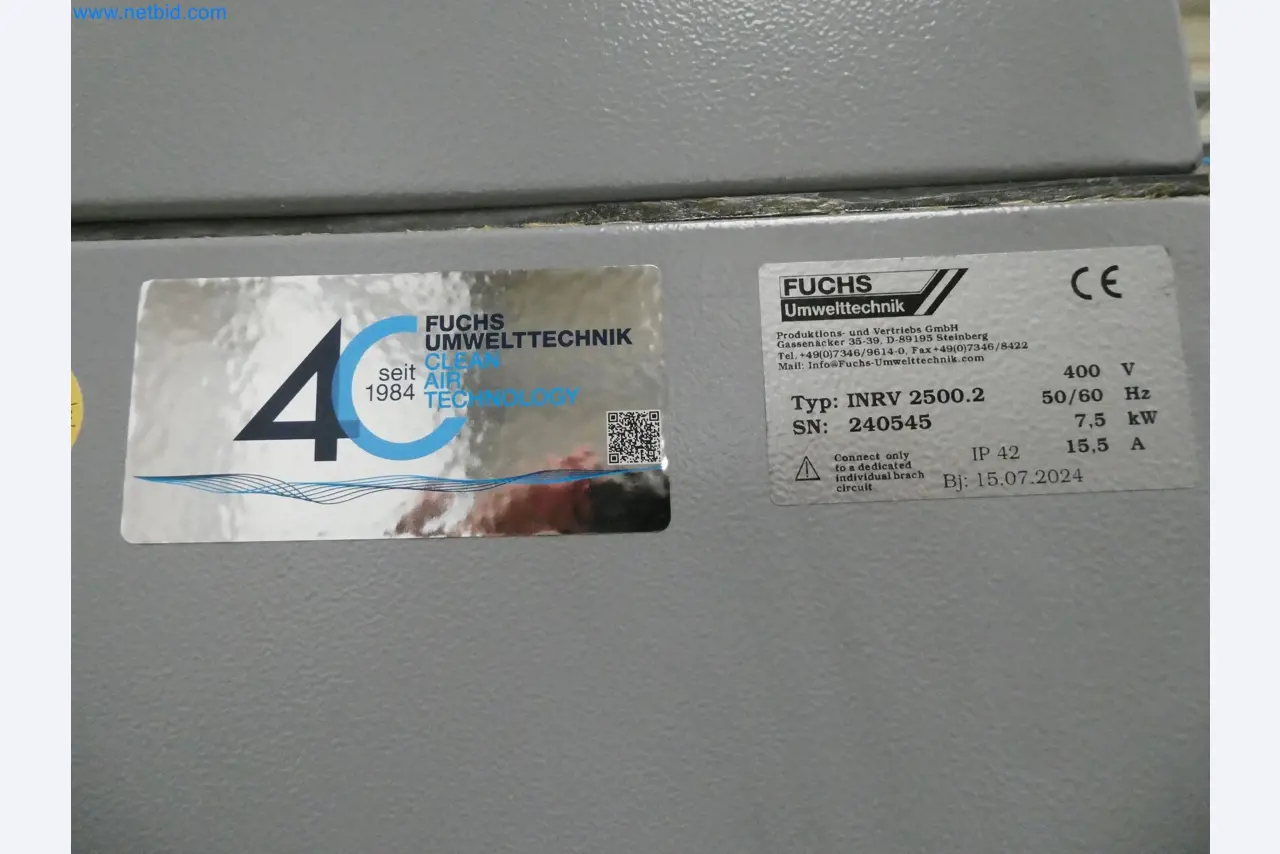 www.netbid.com
40
seit
1984
FUCHS
UMWELTTECHNIK
CLEAN
AIR
TECHNOLOGY
FUCHS
Umwelttechnik
CE
Produktions- und Vertriebs GmbH
Gassenäcker 35-39, D-89195 Steinberg
Tel. +49(0)7346/9614-0, Fax+49(0)7346/8422
Mail: Info@Fuchs-Umwelttechnik.com
400 V
Typ: INRV 2500.2 50/60 Hz
SN: 240545 7,5 kW
IP 42 15,5 A
Connect only
to a dedicated
individual brach
circuit
Bj: 15.07.2024